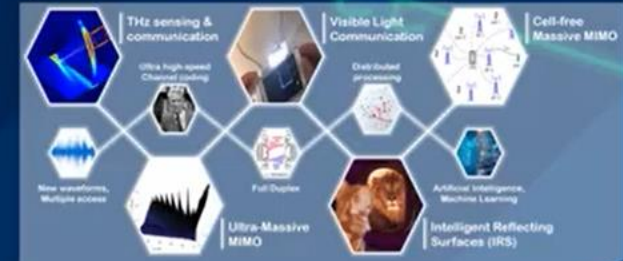 THz sensing &
communication
Visible Light
Communication
Cell-free
Massive MIMO
Ultra high-speed
Channel coding
Distributed
processing
New waveforms,
Multiple access
Full Duplex
Artificial Intelligence,
Machine Learning
Ultra-Massive
MIMO
Intelligent Reflecting
Surfaces (IRS)